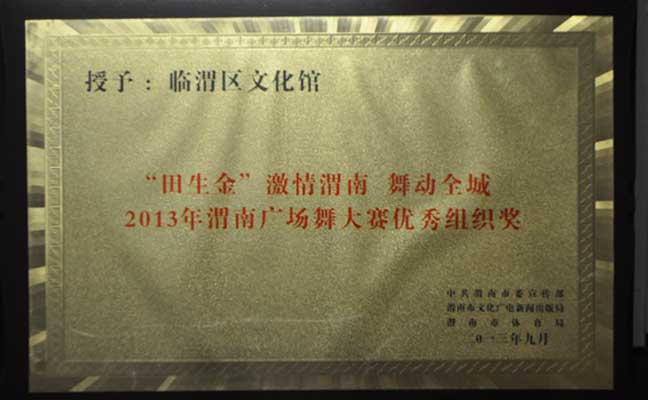 授予：临渭区文化馆
“田生金”激情渭南 舞动全城
2013年渭南广场舞大赛优秀组织奖
中共渭南市委宣传部
渭南市文化广电新闻出版局
渭南市体育局
二〇一三年九月